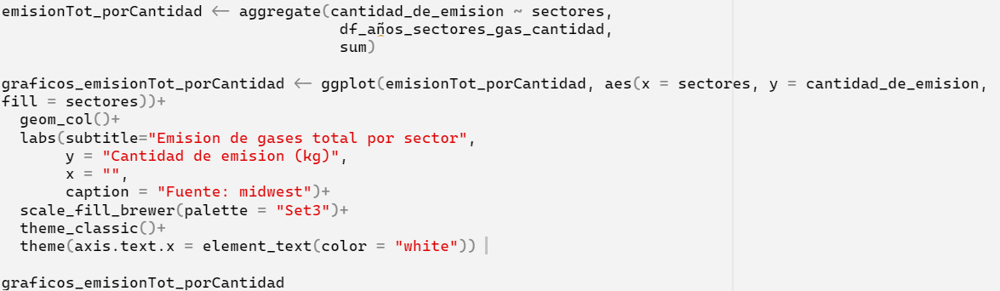 emisionTot_porCantidad <- aggregate(cantidad_de_emision ~ sectores,
                                     df_años_sectores_gas_cantidad,
                                     sum)
graficos_emisionTot_porCantidad <- ggplot(emisionTot_porCantidad, aes(x = sectores, y = cantidad_de_emision,
fill = sectores))+
  geom_col()+
  labs(subtitle="Emision de gases total por sector",
       y = "Cantidad de emision (kg)",
       x = "",
       caption = "Fuente: midwest")+
  scale_fill_brewer(palette = "Set3")+
  theme_classic()+
  theme(axis.text.x = element_text(color = "white"))
graficos_emisionTot_porCantidad